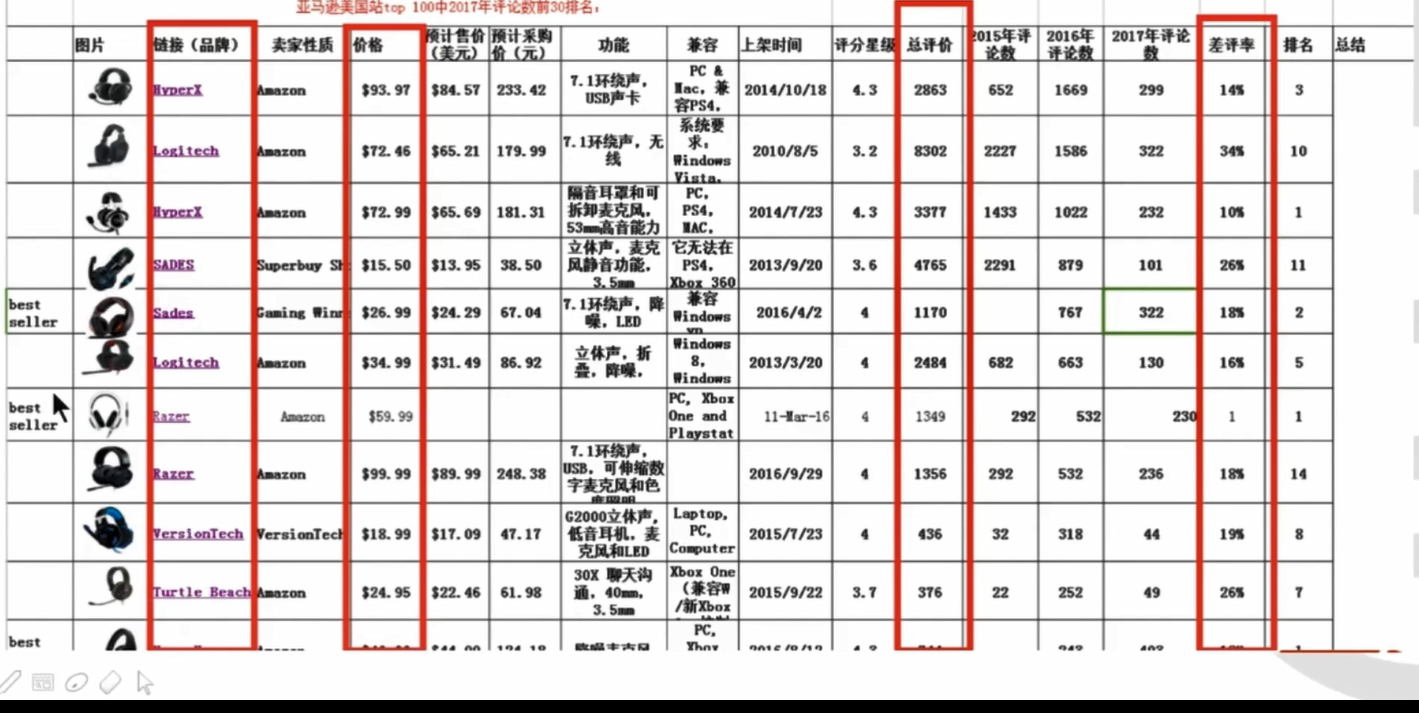 亚马逊美国站top 100中2017年评论数前30排名:
图片 链接（品牌） 卖家性质 价格 预计售价（美元） 预计采购价（元） 功能 兼容 上架时间 评分星级 总评价 2015年评论数 2016年评论数 2017年评论数 差评率 排名 总结
HyperX Amazon $93.97 $84.57 233.42 7.1环绕声，USB声卡 PC & Mac，兼容PS4， 2014/10/18 4.3 2863 652 1669 299 14% 3
Logitech Amazon $72.46 $65.21 179.99 7.1环绕声，无线 系统要求：Windows Vista， 2010/8/5 3.2 8302 2227 1586 322 34% 10
HyperX Amazon $72.99 $65.69 181.31 隔音耳罩和可拆卸麦克风，53mm高音能力 PC，PS4，MAC， 2014/7/23 4.3 3377 1433 1022 232 10% 1
SADES Superbuy Sh $15.50 $13.95 38.50 立体声，麦克风静音功能，3.5mm 它无法在PS4，Xbox 360 2013/9/20 3.6 4765 2291 879 101 26% 11
best seller Sades Gaming Winn $26.99 $24.29 67.04 7.1环绕声，降噪，LED 兼容Windows 2016/4/2 4 1170 767 322 18% 2
Logitech Amazon $34.99 $31.49 86.92 立体声，折叠，降噪， Windows 8，Windows 2013/3/20 4 2484 682 663 130 16% 5
best seller Razer Amazon $59.99 PC, Xbox One and Playstat 11-Mar-16 4 1349 292 532 230 1 1
Razer Amazon $99.99 $89.99 248.38 7.1环绕声，USB，可伸缩数字麦克风和色 2016/9/29 4 1356 292 532 236 18% 14
VersionTech VersionTech $18.99 $17.09 47.17 G2000立体声，低音耳机，麦克风和LED Laptop, PC, Computer 2015/7/23 4 436 32 318 44 19% 8
Turtle Beach Amazon $24.95 $22.46 61.98 30X 聊天沟通，40mm，3.5mm Xbox One（兼容W/新Xbox 2015/9/22 3.7 376 22 252 49 26% 7
best PC,